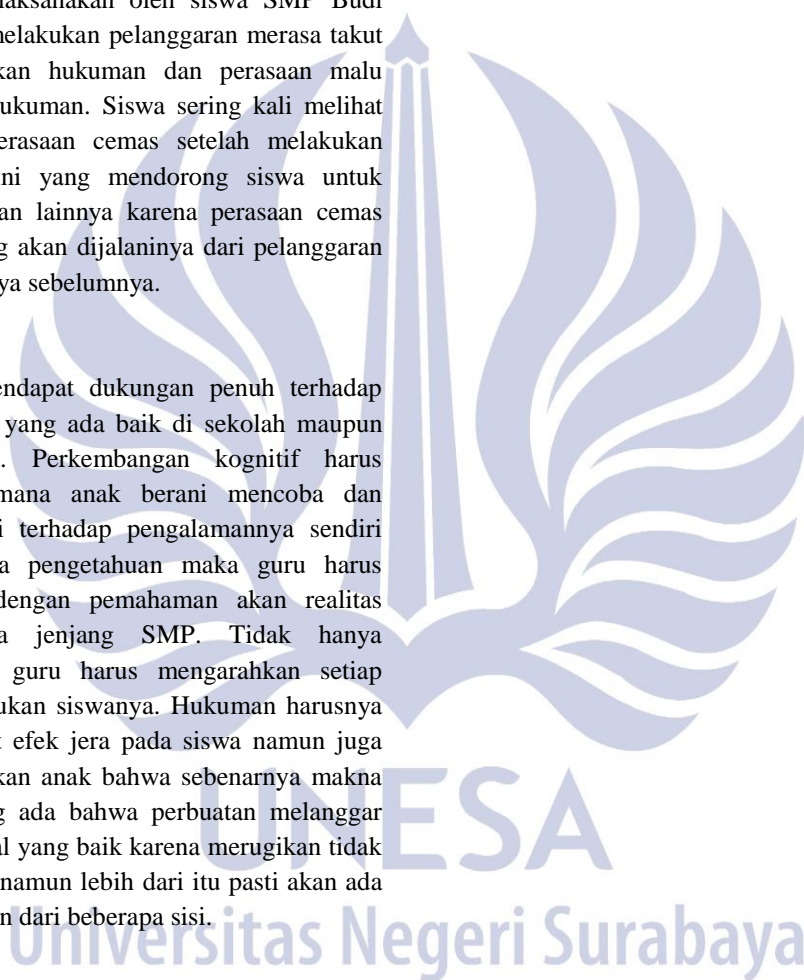 laksanakan oleh siswa SMP Budi
melakukan pelanggaran merasa takut
kan hukuman dan perasaan malu
ukuman. Siswa sering kali melihat
erasaan cemas setelah melakukan
ini yang mendorong siswa untuk
an lainnya karena perasaan cemas
g akan dijalaninya dari pelanggaran
ya sebelumnya.
endapat dukungan penuh terhadap
yang ada baik di sekolah maupun
. Perkembangan kognitif harus
mana anak berani mencoba dan
i terhadap pengalamannya sendiri
a pengetahuan maka guru harus
dengan pemahaman akan realitas
a jenjang SMP. Tidak hanya
guru harus mengarahkan setiap
ukan siswanya. Hukuman harusnya
t efek jera pada siswa namun juga
kan anak bahwa sebenarnya makna
g ada bahwa perbuatan melanggar
al yang baik karena merugikan tidak
namun lebih dari itu pasti akan ada
n dari beberapa sisi.
UNESA
Universitas Negeri Surabaya